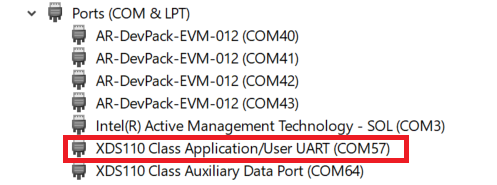 Ports (COM & LPT)
AR-DevPack-EVM-012 (COM40)
AR-DevPack-EVM-012 (COM41)
AR-DevPack-EVM-012 (COM42)
AR-DevPack-EVM-012 (COM43)
Intel(R) Active Management Technology - SOL (COM3)
XDS110 Class Application/User UART (COM57)
XDS110 Class Auxiliary Data Port (COM64)